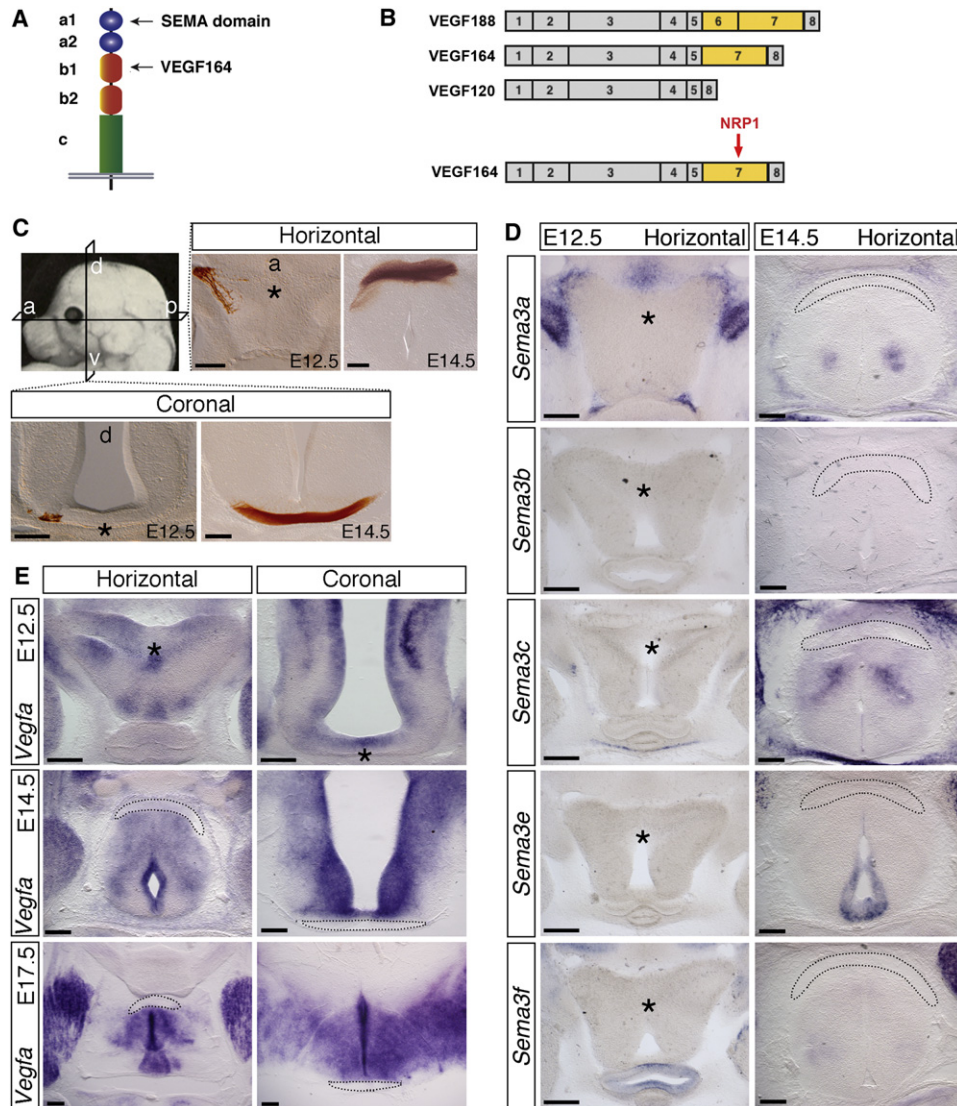 A
a1
SEMA domain
a2
b1
VEGF164
b2
c
B
VEGF188 1 2 3 4 5 6 7 8
VEGF164 1 2 3 4 5 7 8
VEGF120 1 2 3 4 5 8
NRP1
VEGF164 1 2 3 4 5 7 8
C
Horizontal
d
a
p
v
a
*
E12.5
E14.5
Coronal
d
*
E12.5
E14.5
D
E12.5 Horizontal
E14.5 Horizontal
Sema3a
*
Sema3b
*
Sema3c
*
Sema3e
*
Sema3f
*
E
Horizontal
Coronal
Vegfa E12.5
*
*
Vegfa E14.5
Vegfa E17.5